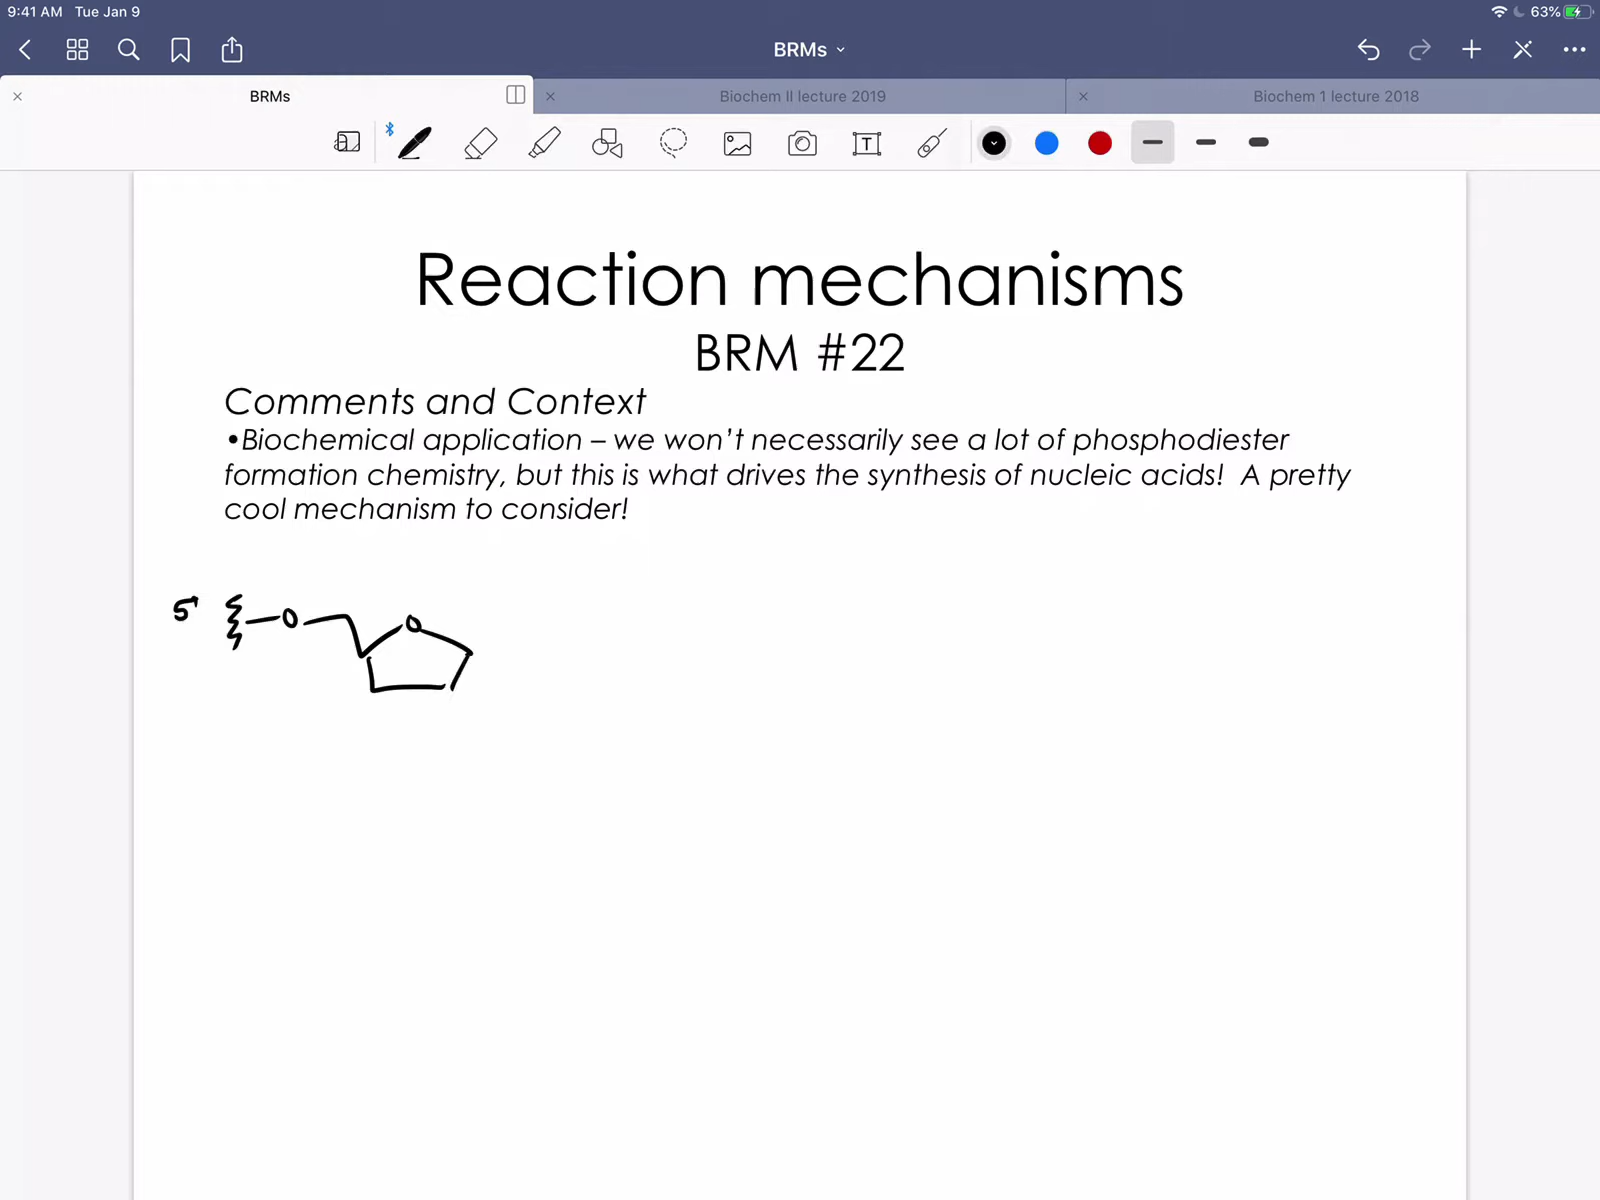 9:41 AM Tue Jan 9
63%
BRMs
BRMs
Biochem II lecture 2019
Biochem 1 lecture 2018
a
T
Reaction mechanisms
BRM #22
Comments and Context
•Biochemical application – we won’t necessarily see a lot of phosphodiester
formation chemistry, but this is what drives the synthesis of nucleic acids! A pretty
cool mechanism to consider!
5' O O